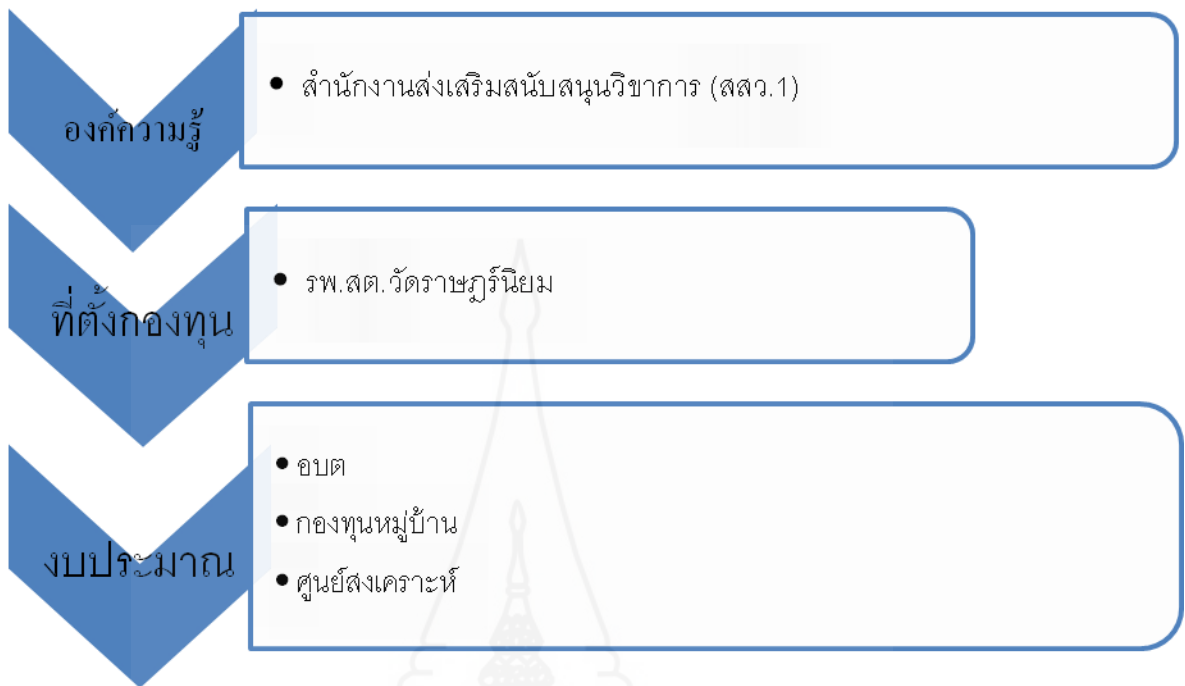 องค์ความรู้
• สำนักงานส่งเสริมสนับสนุนวิขาการ (สสว.1)
ที่ตั้งกองทุน
• รพ.สต.วัดราษฎร์นิยม
งบประมาณ
• อบต
• กองทุนหมู่บ้าน
• ศูนย์สงเคราะห์